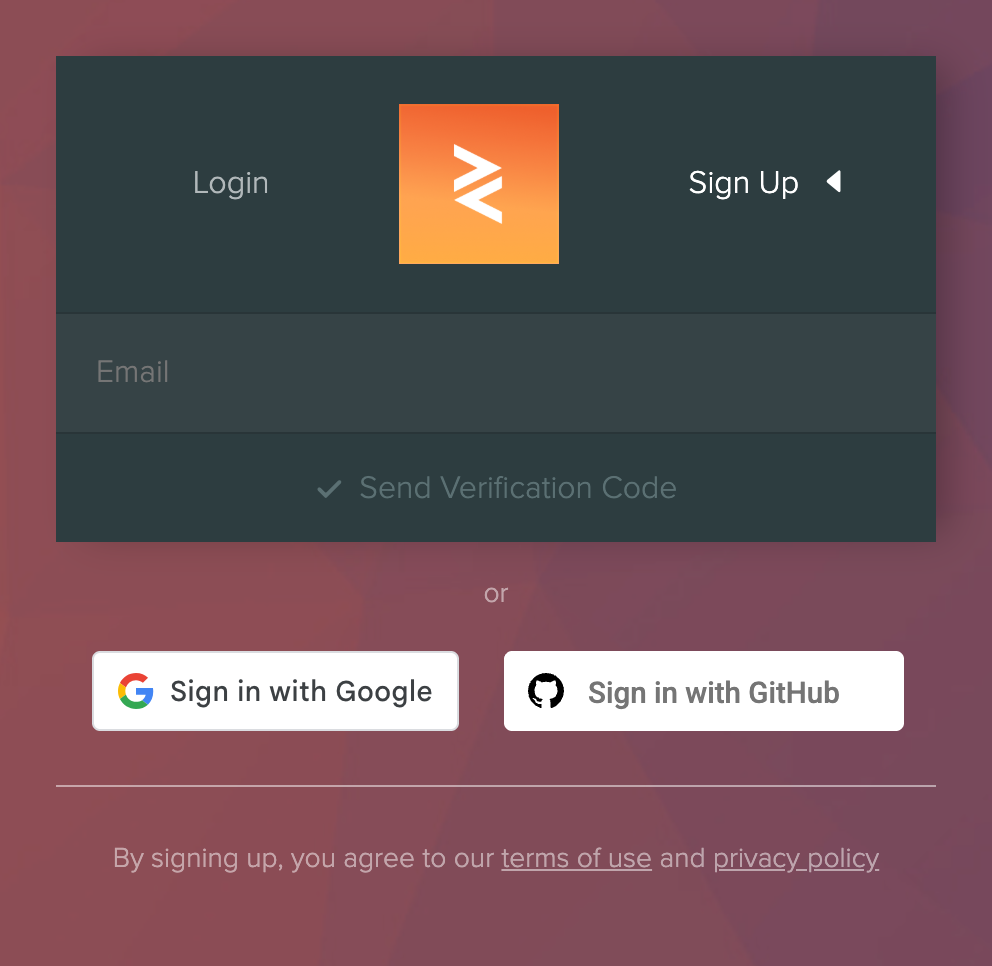 Login
Sign Up
Email
Send Verification Code
or
Sign in with Google
Sign in with GitHub
By signing up, you agree to our terms of use and privacy policy